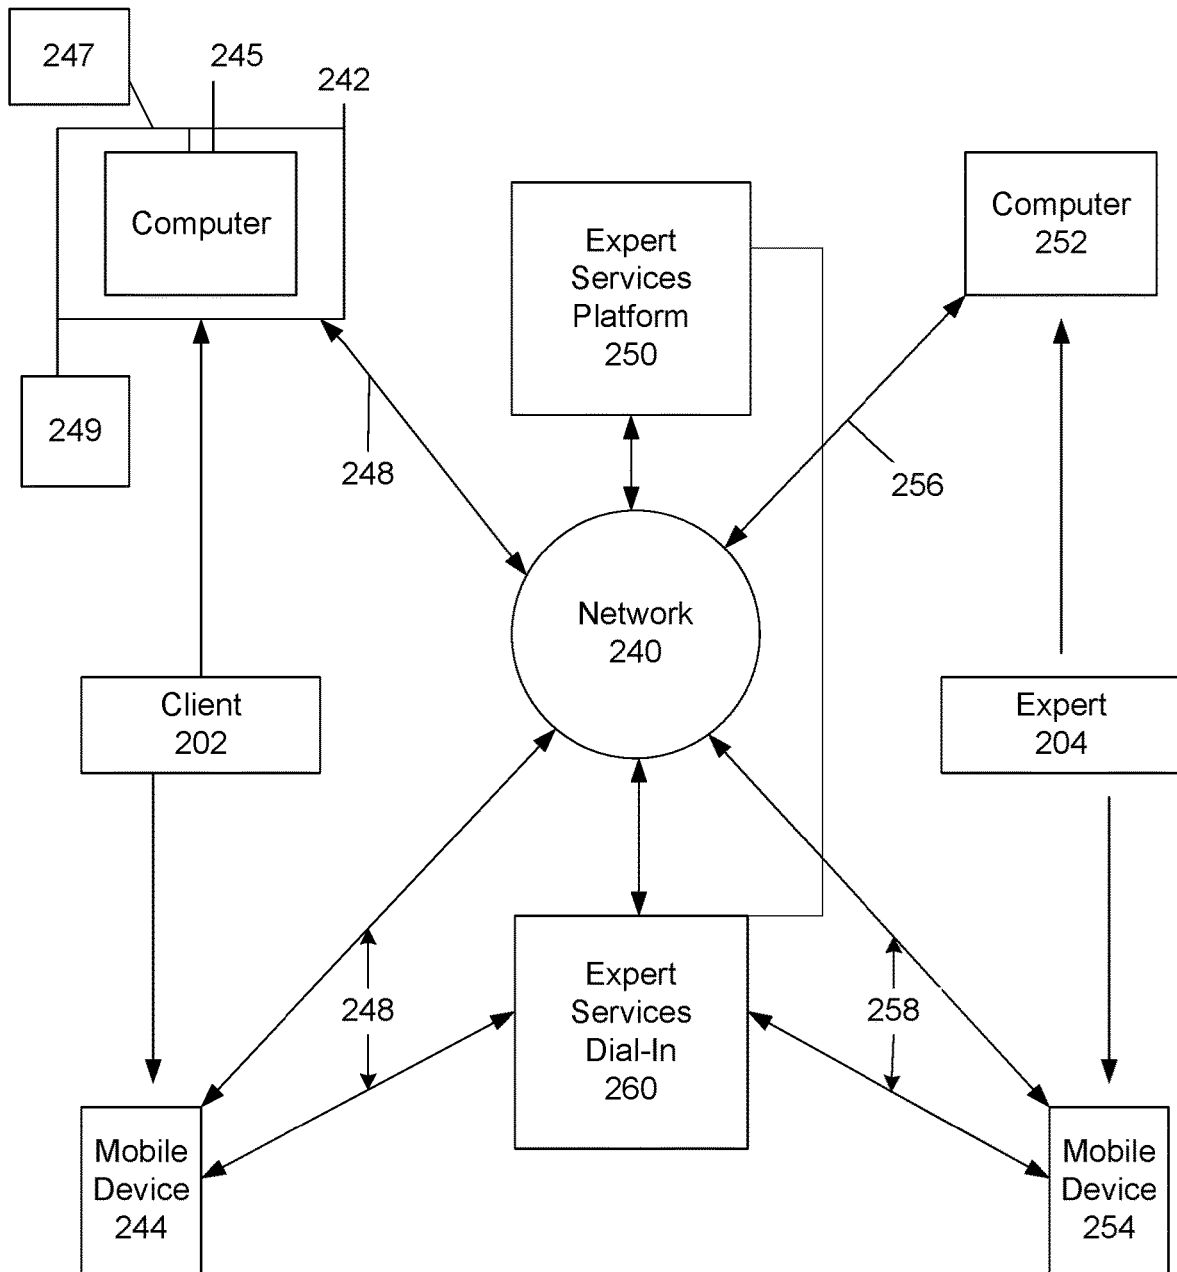 247
245
242
Computer
249
248
Expert
Services
Platform
250
Computer
252
256
Network
240
Client
202
Expert
204
248
Expert
Services
Dial-In
260
258
Mobile
Device
244
Mobile
Device
254